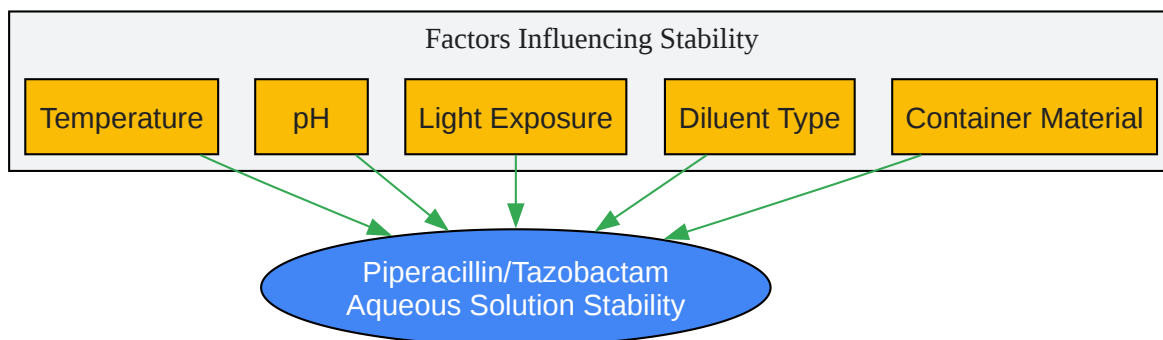 Factors Influencing Stability
Temperature
pH
Light Exposure
Diluent Type
Container Material
Piperacillin/Tazobactam
Aqueous Solution Stability